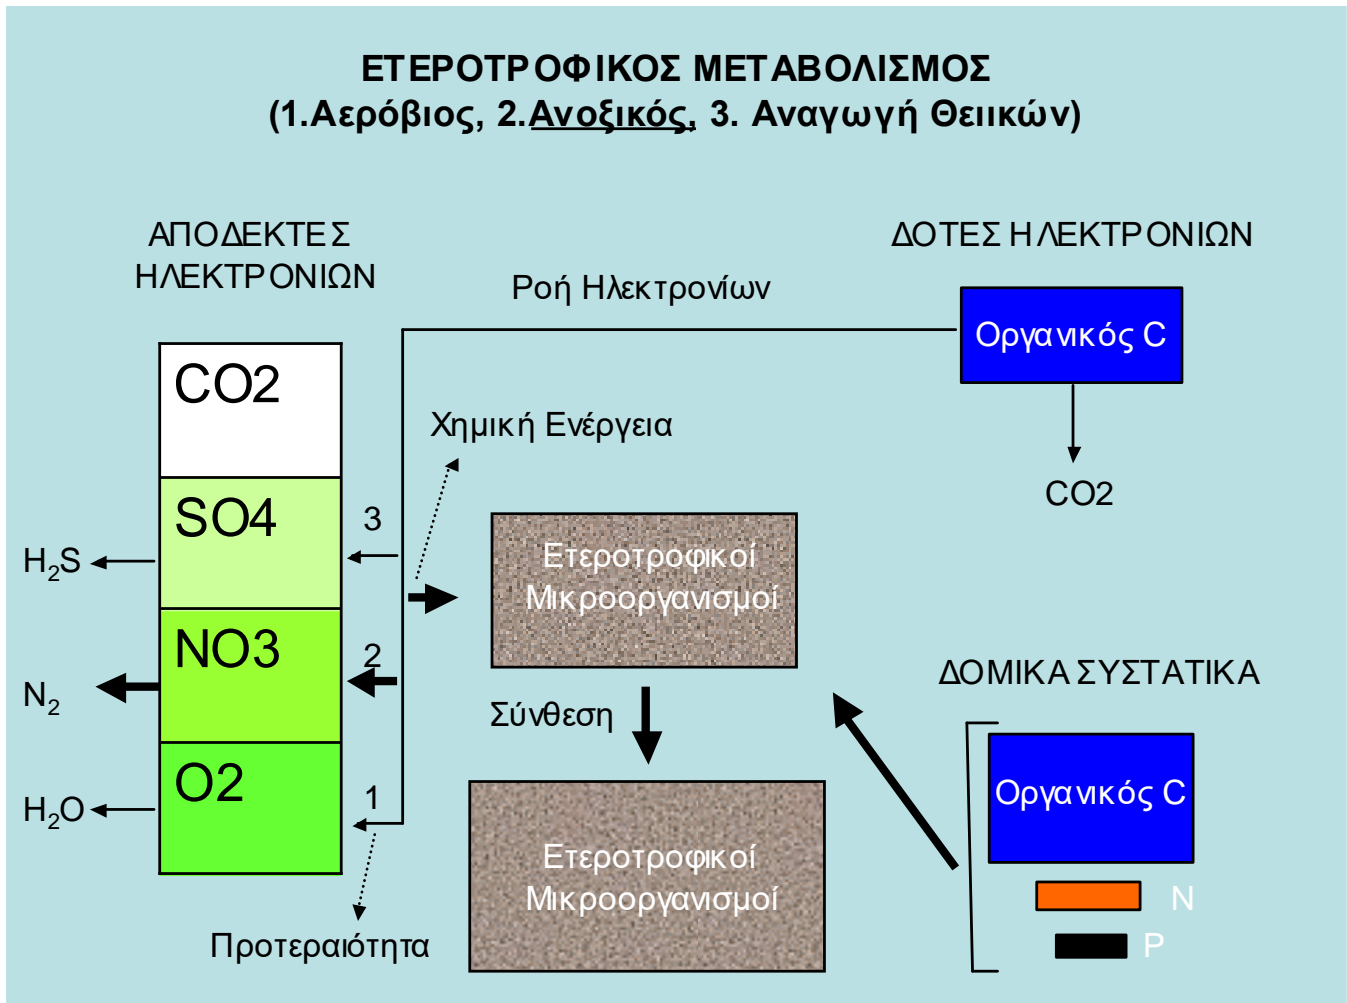 ΕΤΕΡΟΤΡΟΦΙΚΟΣ ΜΕΤΑΒΟΛΙΣΜΟΣ
(1.Αερόβιος, 2.Ανοξικός, 3. Αναγωγή Θειικών)
ΑΠΟΔΕΚΤΕΣ
ΗΛΕΚΤΡΟΝΙΩΝ
ΔΟΤΕΣ ΗΛΕΚΤΡΟΝΙΩΝ
Ροή Ηλεκτρονίων
Οργανικός C
CO2
Χημική Ενέργεια
CO2
SO4
3
H₂S
Ετεροτροφικοί
Μικροοργανισμοί
NO3
2
N₂
ΔΟΜΙΚΑ ΣΥΣΤΑΤΙΚΑ
Σύνθεση
O2
1
H₂O
Οργανικός C
Ετεροτροφικοί
Μικροοργανισμοί
N
P
Προτεραιότητα